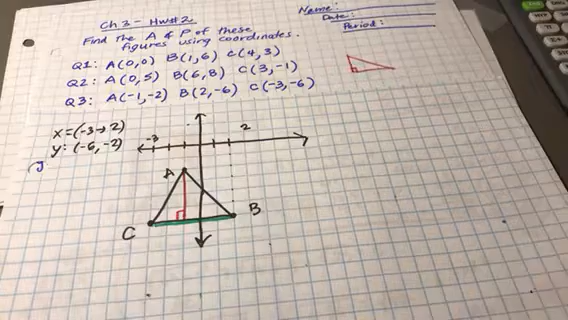 Ch 3 - HW#2
Name:
Date:
Period:
Find the A & P of these
figures using coordinates.
Q1: A(0,0) B(1,6) C(4,3)
Q2: A(0,5) B(6,8) C(3,-1)
Q3: A(-1,-2) B(2,-6) C(-3,-6)
x=(-3→2)
y: (-6,-2)
-3
2
A
B
C